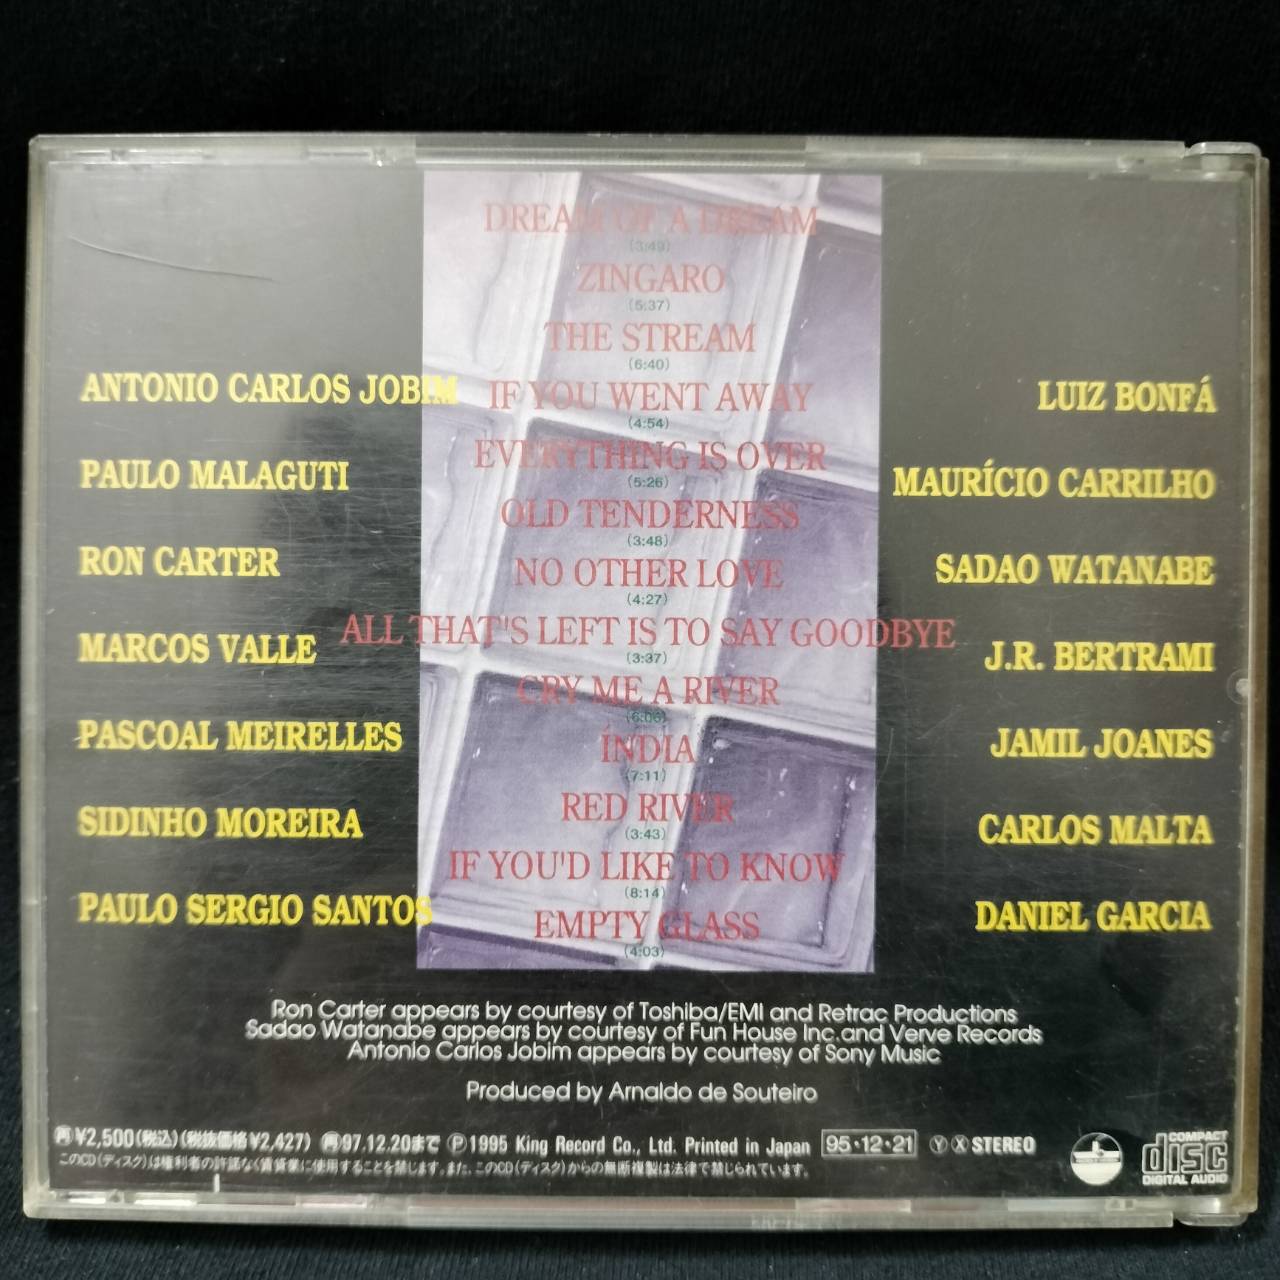 DREAM OF A DREAM
(3:49)
ZINGARO
(5:37)
THE STREAM
(6:40)
IF YOU WENT AWAY
(4:54)
EVERYTHING IS OVER
(5:26)
OLD TENDERNESS
(3:48)
NO OTHER LOVE
(4:27)
ALL THAT'S LEFT IS TO SAY GOODBYE
(3:37)
CRY ME A RIVER
(6:06)
ÍNDIA
(7:11)
RED RIVER
(3:43)
IF YOU'D LIKE TO KNOW
(8:14)
EMPTY GLASS
(4:03)
ANTONIO CARLOS JOBIM
PAULO MALAGUTI
RON CARTER
MARCOS VALLE
PASCOAL MEIRELLES
SIDINHO MOREIRA
PAULO SERGIO SANTOS
LUIZ BONFÁ
MAURÍCIO CARRILHO
SADAO WATANABE
J.R. BERTRAMI
JAMIL JOANES
CARLOS MALTA
DANIEL GARCIA
Ron Carter appears by courtesy of Toshiba/EMI and Retrac Productions
Sadao Watanabe appears by courtesy of Fun House Inc.and Verve Records
Antonio Carlos Jobim appears by courtesy of Sony Music
Produced by Arnaldo de Souteiro
再 ¥2,500(税込)(税抜価格¥2,427) 再97.12.20まで Ⓟ1995 King Record Co., Ltd. Printed in Japan 95・12・21 Ⓨ Ⓧ STEREO
このCD(ディスク)は権利者の許諾なく賃貸業に使用することを禁じます。また、このCD(ディスク)からの無断複製は法律で禁じられています。
COMPACT
disc
DIGITAL AUDIO